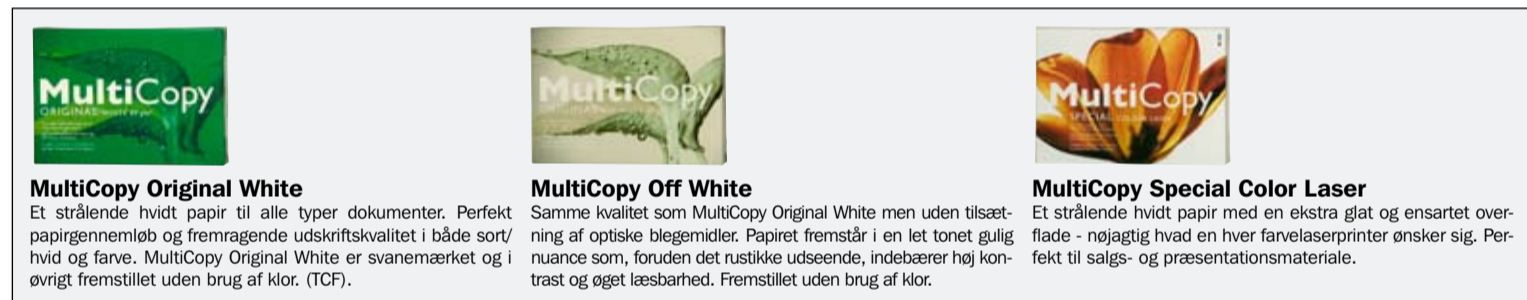 MultiCopy
ORIGINAL
MultiCopy Original White
Et strålende hvidt papir til alle typer dokumenter. Perfekt
papirgennemløb og fremragende udskriftskvalitet i både sort/
hvid og farve. MultiCopy Original White er svanemærket og i
øvrigt fremstillet uden brug af klor. (TCF).
MultiCopy
MultiCopy Off White
Samme kvalitet som MultiCopy Original White men uden tilsæt-
ning af optiske blegemidler. Papiret fremstår i en let tonet gulig
nuance som, foruden det rustikke udseende, indebærer høj kon-
trast og øget læsbarhed. Fremstillet uden brug af klor.
MultiCopy
SPECIAL COLOUR LASER
MultiCopy Special Color Laser
Et strålende hvidt papir med en ekstra glat og ensartet over-
flade - nøjagtig hvad en hver farvelaserprinter ønsker sig. Per-
fekt til salgs- og præsentationsmateriale.